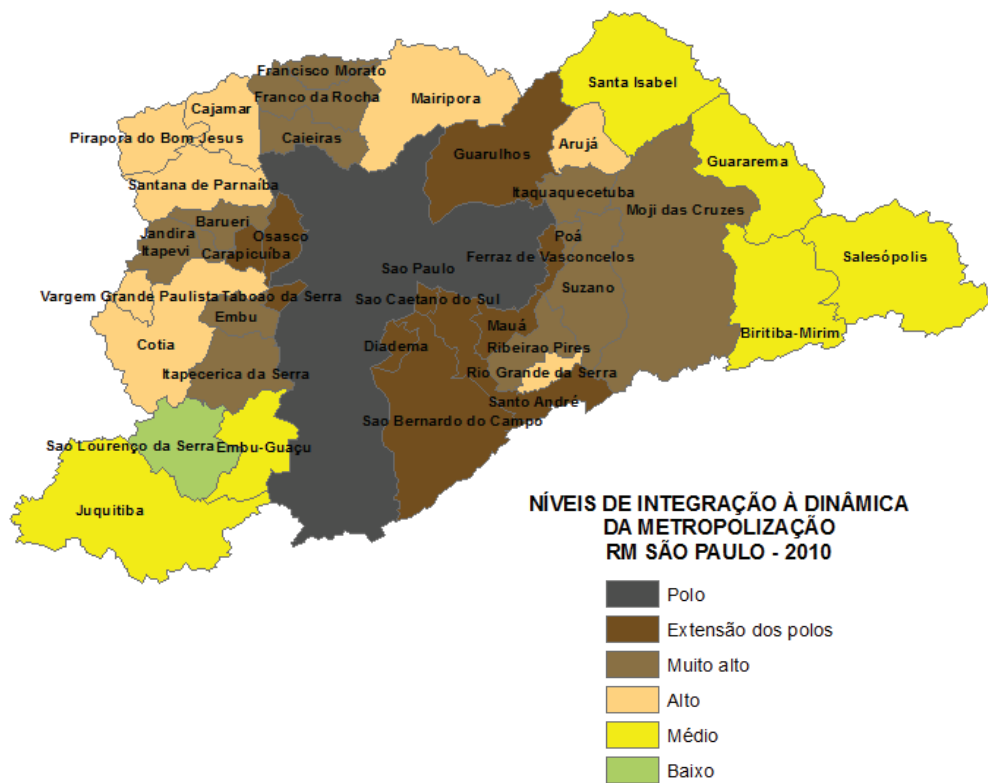 Francisco Morato
Santa Isabel
Franco da Rocha
Mairipora
Cajamar
Pirapora do Bom Jesus
Caieiras
Arujá
Guarulhos
Guararema
Santana de Parnaíba
Itaquaquecetuba
Moji das Cruzes
Barueri
Jandira
Osasco
Poá
Itapevi
Carapicuíba
Ferraz de Vasconcelos
Salesópolis
Sao Paulo
Suzano
Vargem Grande Paulista
Taboao da Serra
Sao Caetano do Sul
Embu
Mauá
Biritiba-Mirim
Cotia
Diadema
Ribeirao Pires
Itapecerica da Serra
Rio Grande da Serra
Santo André
Sao Bernardo do Campo
Sao Lourenço da Serra
Embu-Guaçu
Juquitiba
NÍVEIS DE INTEGRAÇÃO À DINÂMICA
DA METROPOLIZAÇÃO
RM SÃO PAULO - 2010
Polo
Extensão dos polos
Muito alto
Alto
Médio
Baixo